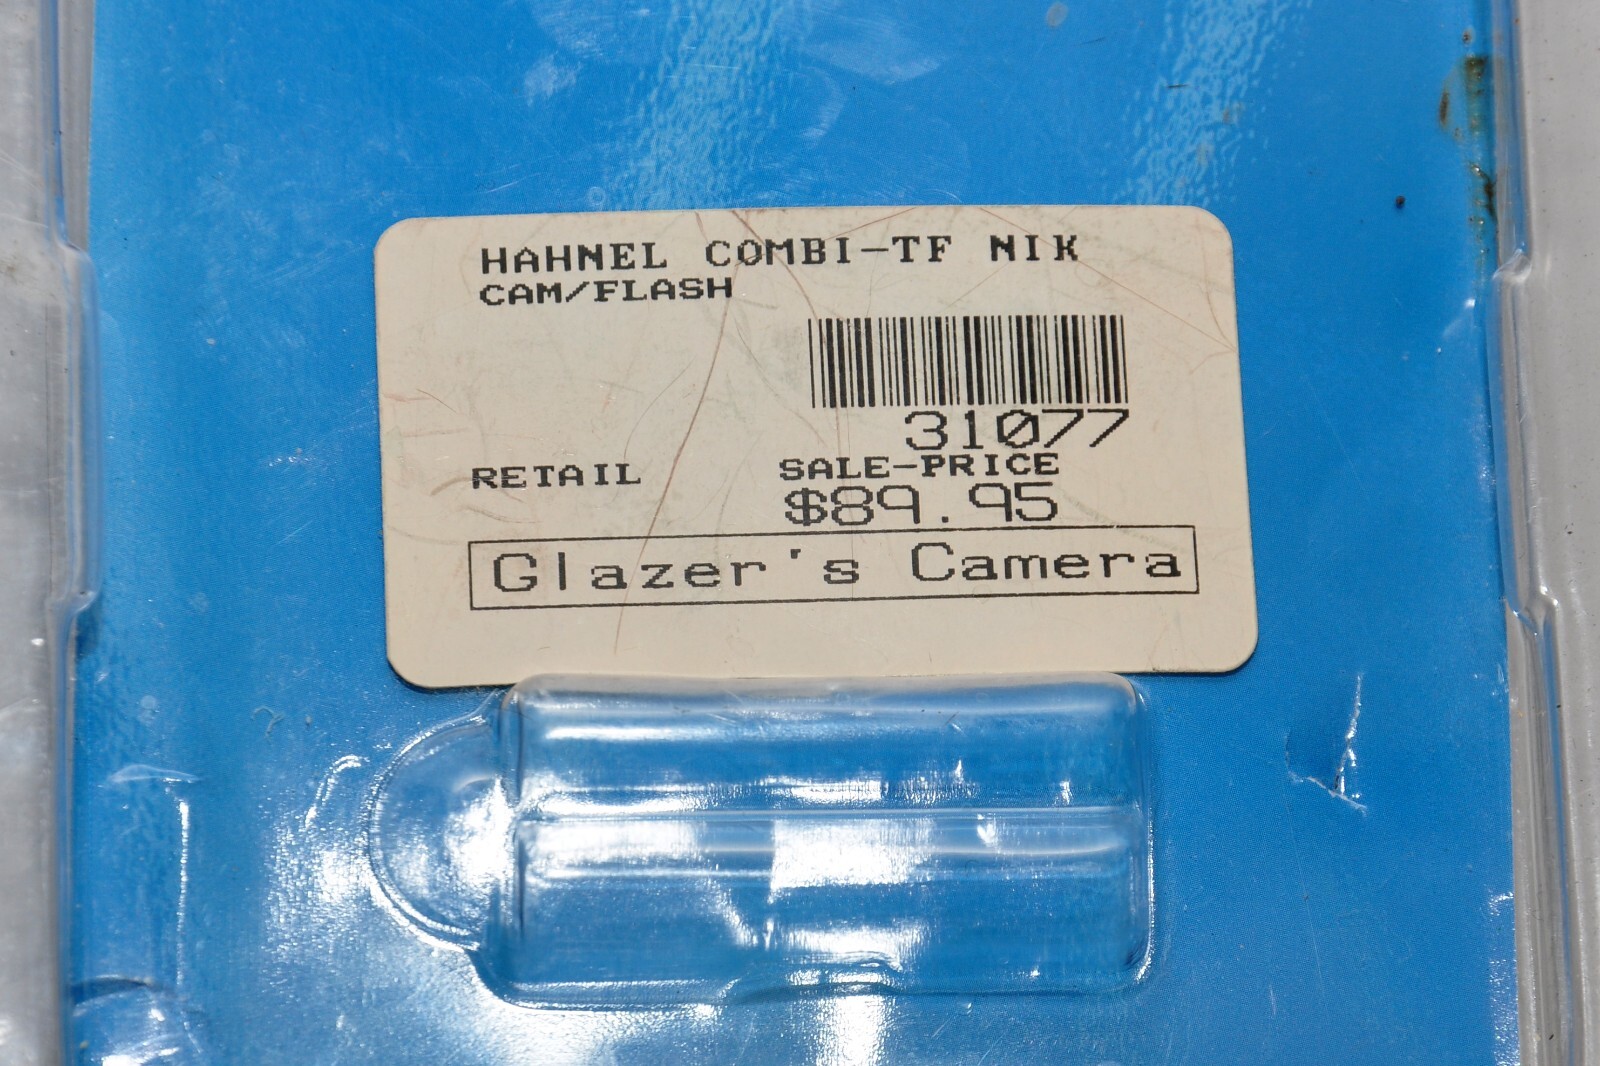 HAHNEL COMBI-TF NIK
CAM/FLASH
31077
RETAIL SALE-PRICE
$89.95
Glazer's Camera